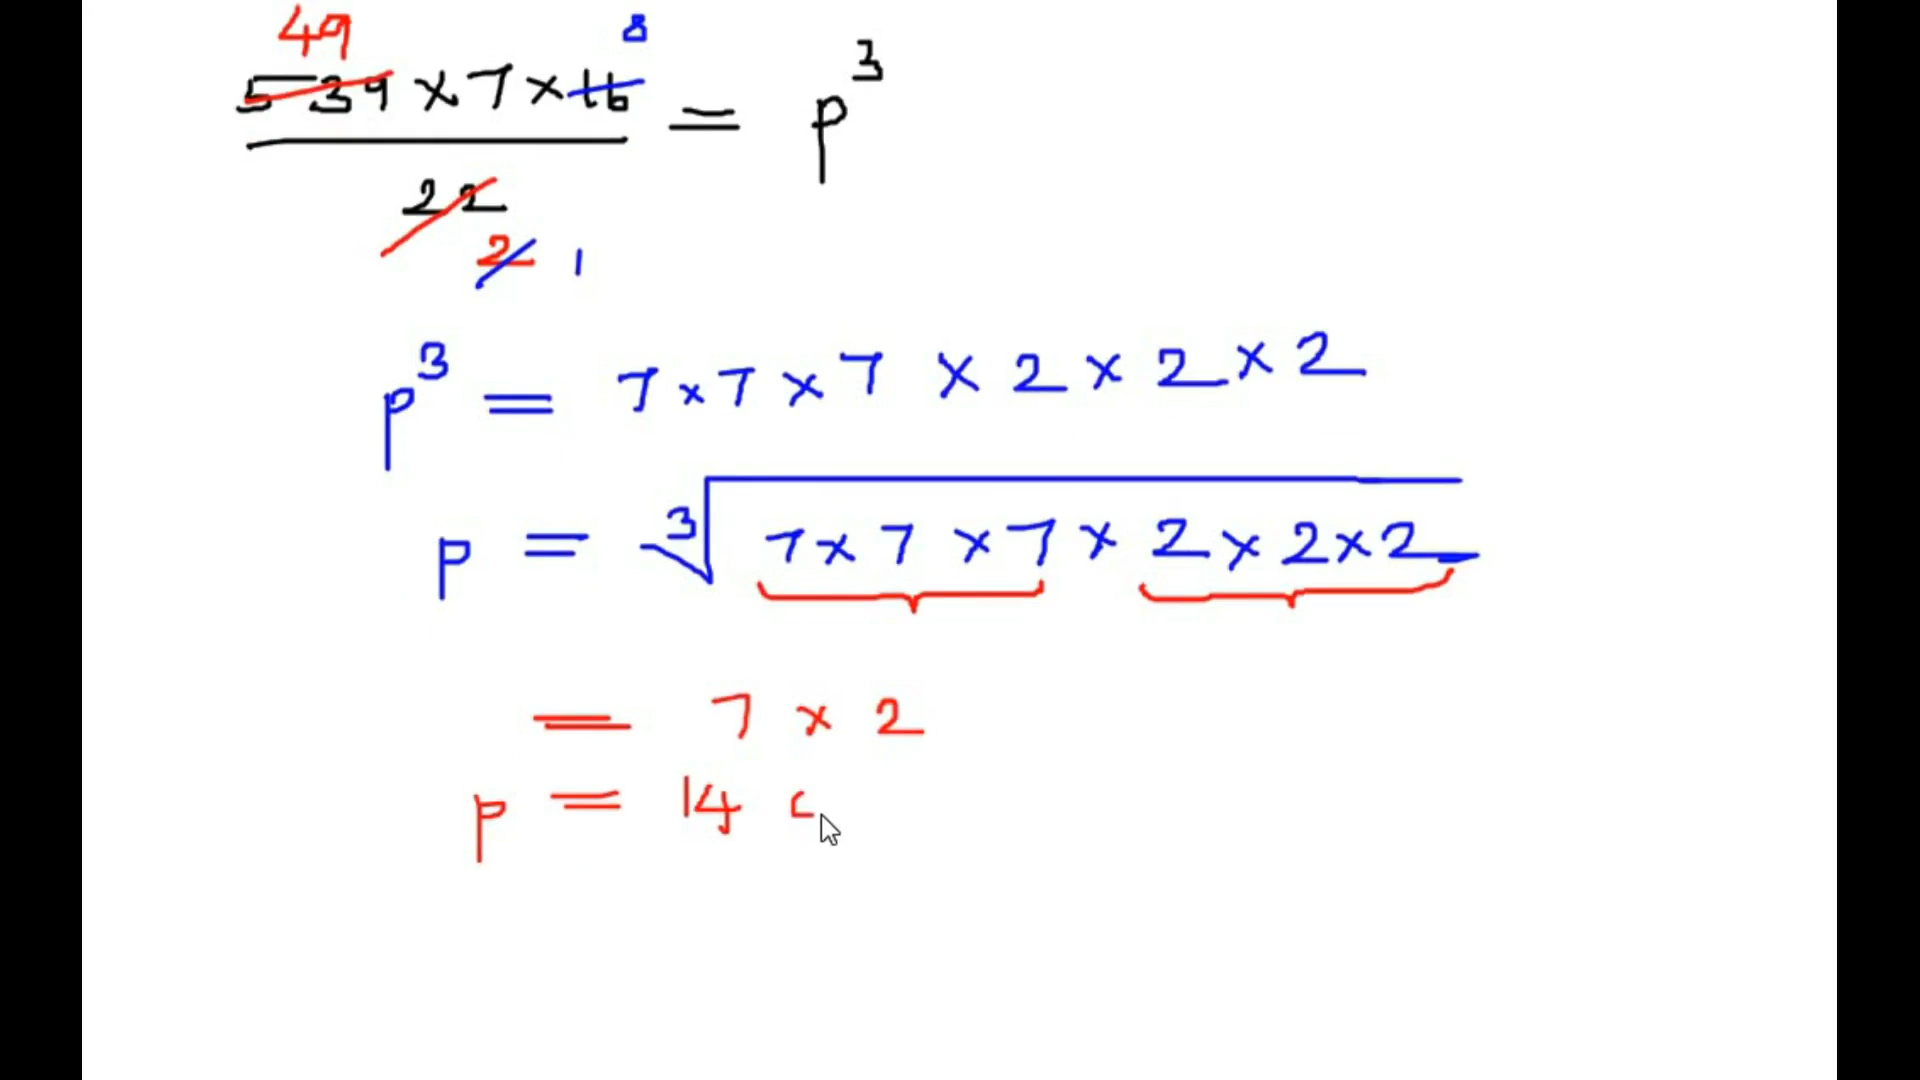 49 8
539 × 7 × 16 = p³
22
2 1
p³ = 7 × 7 × 7 × 2 × 2 × 2
p = ³√7 × 7 × 7 × 2 × 2 × 2
= 7 × 2
p = 14